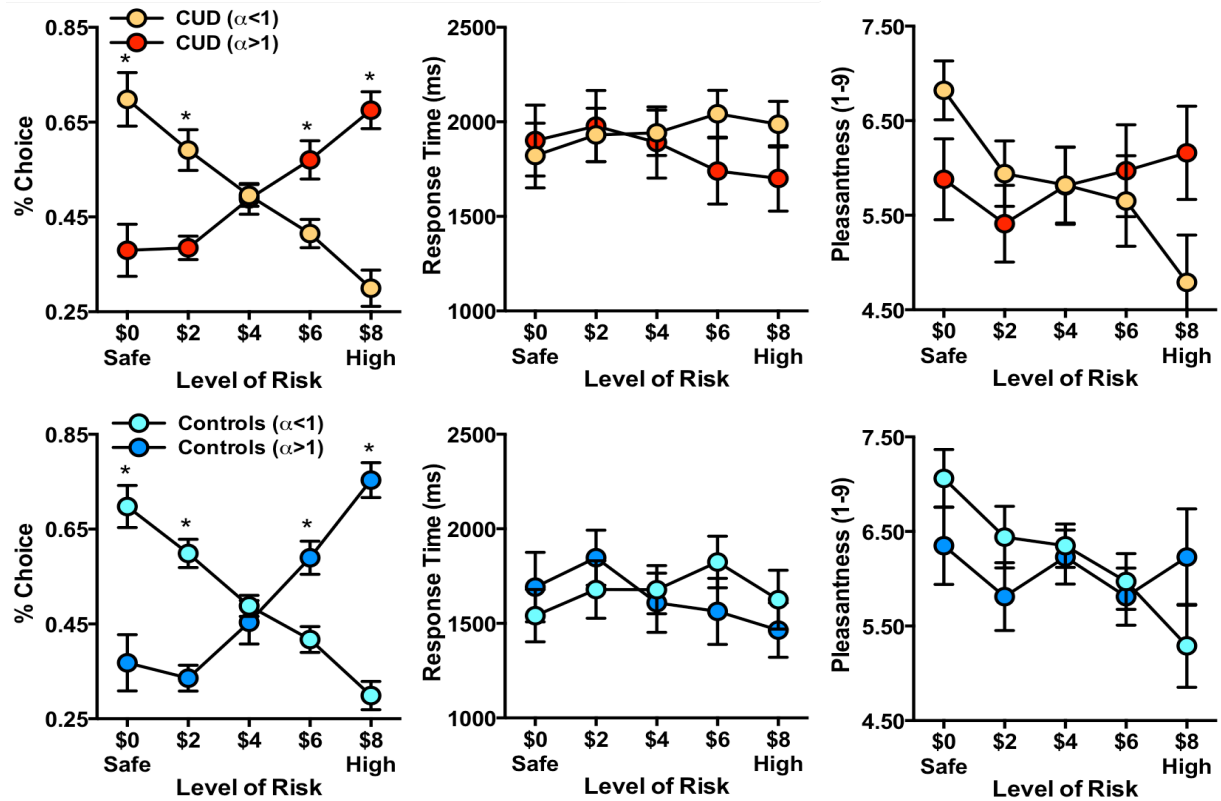 CUD (α<1)
CUD (α>1)
% Choice
0.85
0.65
0.45
0.25
*
*
*
*
$0 $2 $4 $6 $8
Safe High
Level of Risk
Response Time (ms)
2500
2000
1500
1000
$0 $2 $4 $6 $8
Safe High
Level of Risk
Pleasantness (1-9)
7.50
6.50
5.50
4.50
$0 $2 $4 $6 $8
Safe High
Level of Risk
Controls (α<1)
Controls (α>1)
% Choice
0.85
0.65
0.45
0.25
*
*
*
*
$0 $2 $4 $6 $8
Safe High
Level of Risk
Response Time (ms)
2500
2000
1500
1000
$0 $2 $4 $6 $8
Safe High
Level of Risk
Pleasantness (1-9)
7.50
6.50
5.50
4.50
$0 $2 $4 $6 $8
Safe High
Level of Risk